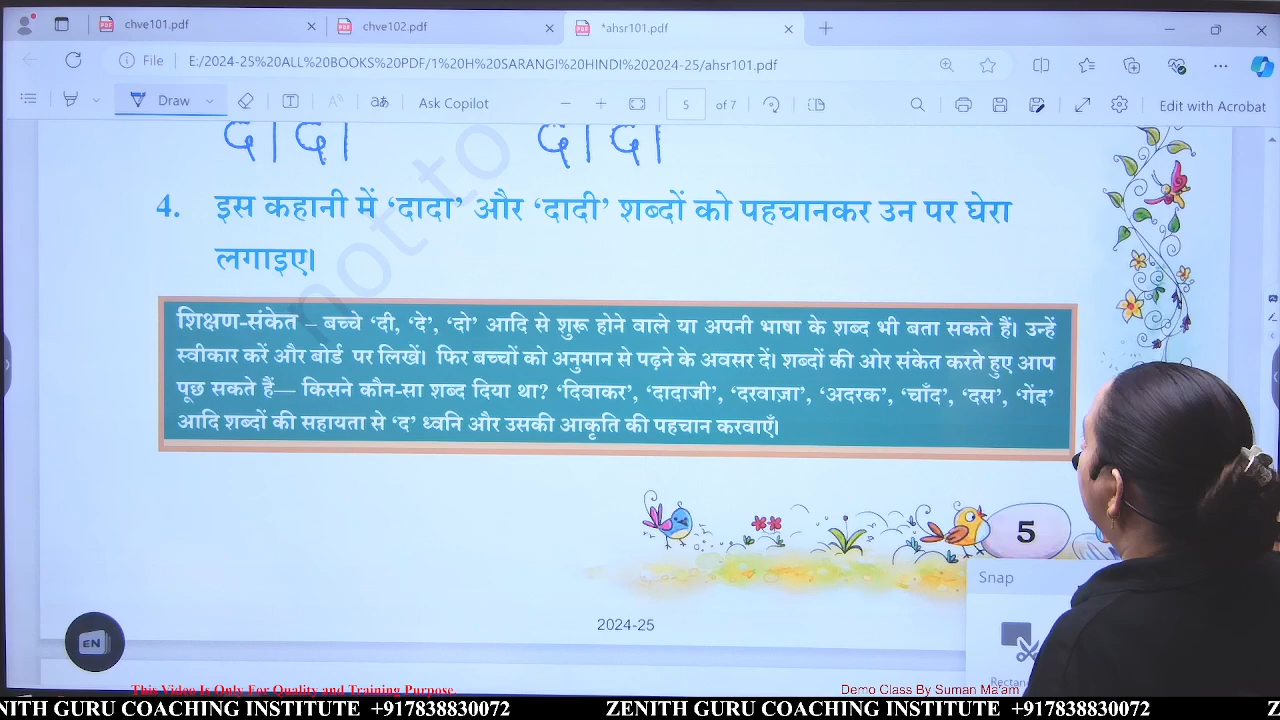 chve101.pdf
chve102.pdf
*ahsr101.pdf
File E:/2024-25%20ALL%20BOOKS%20PDF/1%20H%20SARANGI%20HINDI%202024-25/ahsr101.pdf
Draw
Ask Copilot
5 of 7
Edit with Acrobat
दादा दादा
not to
4. इस कहानी में ‘दादा’ और ‘दादी’ शब्दों को पहचानकर उन पर घेरा
लगाइए।
शिक्षण-संकेत – बच्चे ‘दी, ‘दे’, ‘दो’ आदि से शुरू होने वाले या अपनी भाषा के शब्द भी बता सकते हैं। उन्हें
स्वीकार करें और बोर्ड पर लिखें। फिर बच्चों को अनुमान से पढ़ने के अवसर दें। शब्दों की ओर संकेत करते हुए आप
पूछ सकते हैं— किसने कौन-सा शब्द दिया था? ‘दिवाकर’, ‘दादाजी’, ‘दरवाज़ा’, ‘अदरक’, ‘चाँद’, ‘दस’, ‘गेंद’
आदि शब्दों की सहायता से ‘द’ ध्वनि और उसकी आकृति की पहचान करवाएँ।
5
Snap
2024-25
EN
This Video Is Only For Quality and Training Purpose
Demo Class By Suman Ma'am
NITH GURU COACHING INSTITUTE +917838830072 ZENITH GURU COACHING INSTITUTE +917838830072